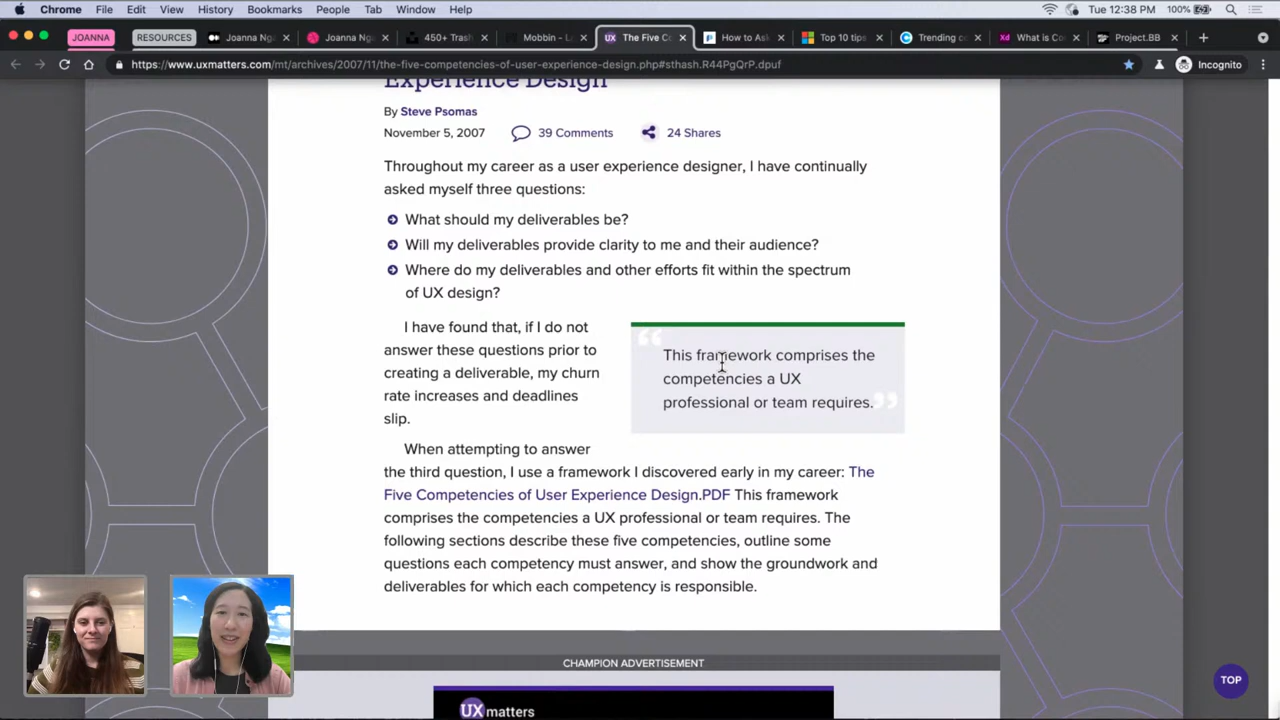 Chrome File Edit View History Bookmarks People Tab Window Help Tue 12:38 PM 100%
JOANNA RESOURCES Joanna Nga Joanna Ng 450+ Trash Mobbin - L UX The Five Co How to Ask Top 10 tips Trending co Xd What is Col Project.BB
https://www.uxmatters.com/mt/archives/2007/11/the-five-competencies-of-user-experience-design.php#sthash.R44PgQrP.dpuf Incognito
Experience Design
By Steve Psomas
November 5, 2007 39 Comments 24 Shares
Throughout my career as a user experience designer, I have continually
asked myself three questions:
What should my deliverables be?
Will my deliverables provide clarity to me and their audience?
Where do my deliverables and other efforts fit within the spectrum
of UX design?
I have found that, if I do not
answer these questions prior to
creating a deliverable, my churn
rate increases and deadlines
slip.
“
This framework comprises the
competencies a UX
professional or team requires.
”
When attempting to answer
the third question, I use a framework I discovered early in my career: The
Five Competencies of User Experience Design.PDF This framework
comprises the competencies a UX professional or team requires. The
following sections describe these five competencies, outline some
questions each competency must answer, and show the groundwork and
deliverables for which each competency is responsible.
CHAMPION ADVERTISEMENT
UX matters
TOP